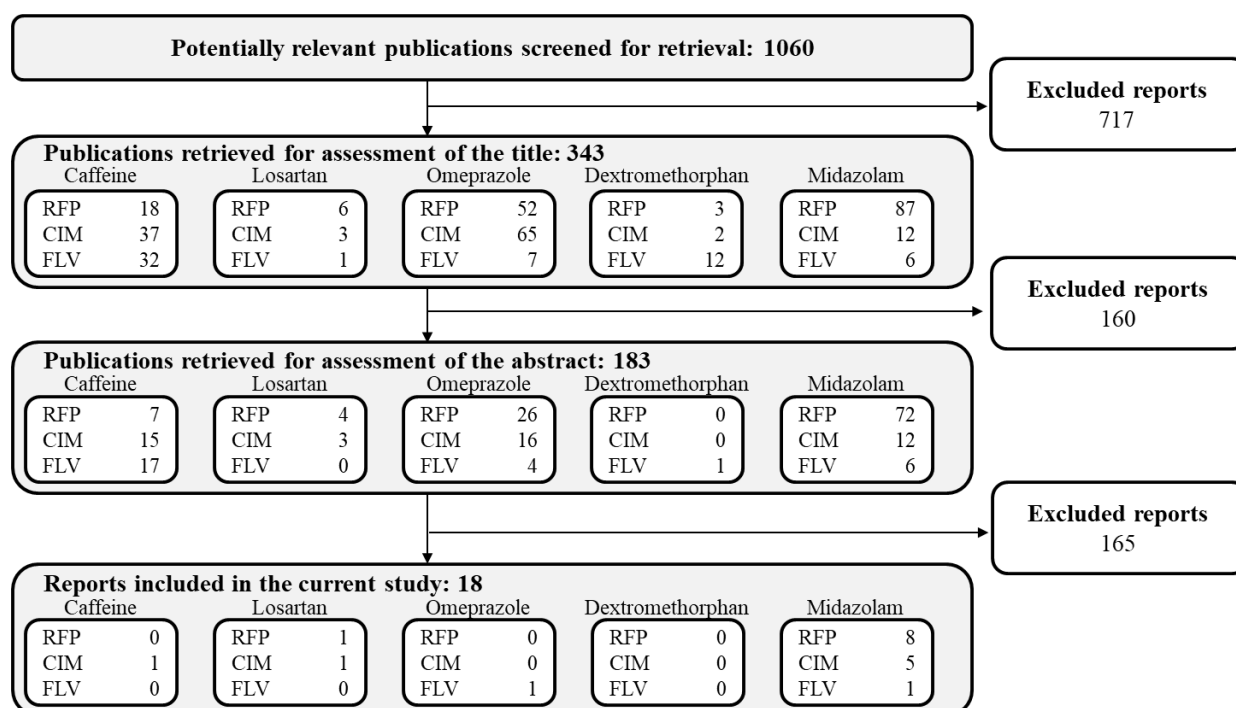 Potentially relevant publications screened for retrieval: 1060
Excluded reports
717
Publications retrieved for assessment of the title: 343
Caffeine Losartan Omeprazole Dextromethorphan Midazolam
RFP 18 RFP 6 RFP 52 RFP 3 RFP 87
CIM 37 CIM 3 CIM 65 CIM 2 CIM 12
FLV 32 FLV 1 FLV 7 FLV 12 FLV 6
Excluded reports
160
Publications retrieved for assessment of the abstract: 183
Caffeine Losartan Omeprazole Dextromethorphan Midazolam
RFP 7 RFP 4 RFP 26 RFP 0 RFP 72
CIM 15 CIM 3 CIM 16 CIM 0 CIM 12
FLV 17 FLV 0 FLV 4 FLV 1 FLV 6
Excluded reports
165
Reports included in the current study: 18
Caffeine Losartan Omeprazole Dextromethorphan Midazolam
RFP 0 RFP 1 RFP 0 RFP 0 RFP 8
CIM 1 CIM 1 CIM 0 CIM 0 CIM 5
FLV 0 FLV 0 FLV 1 FLV 0 FLV 1